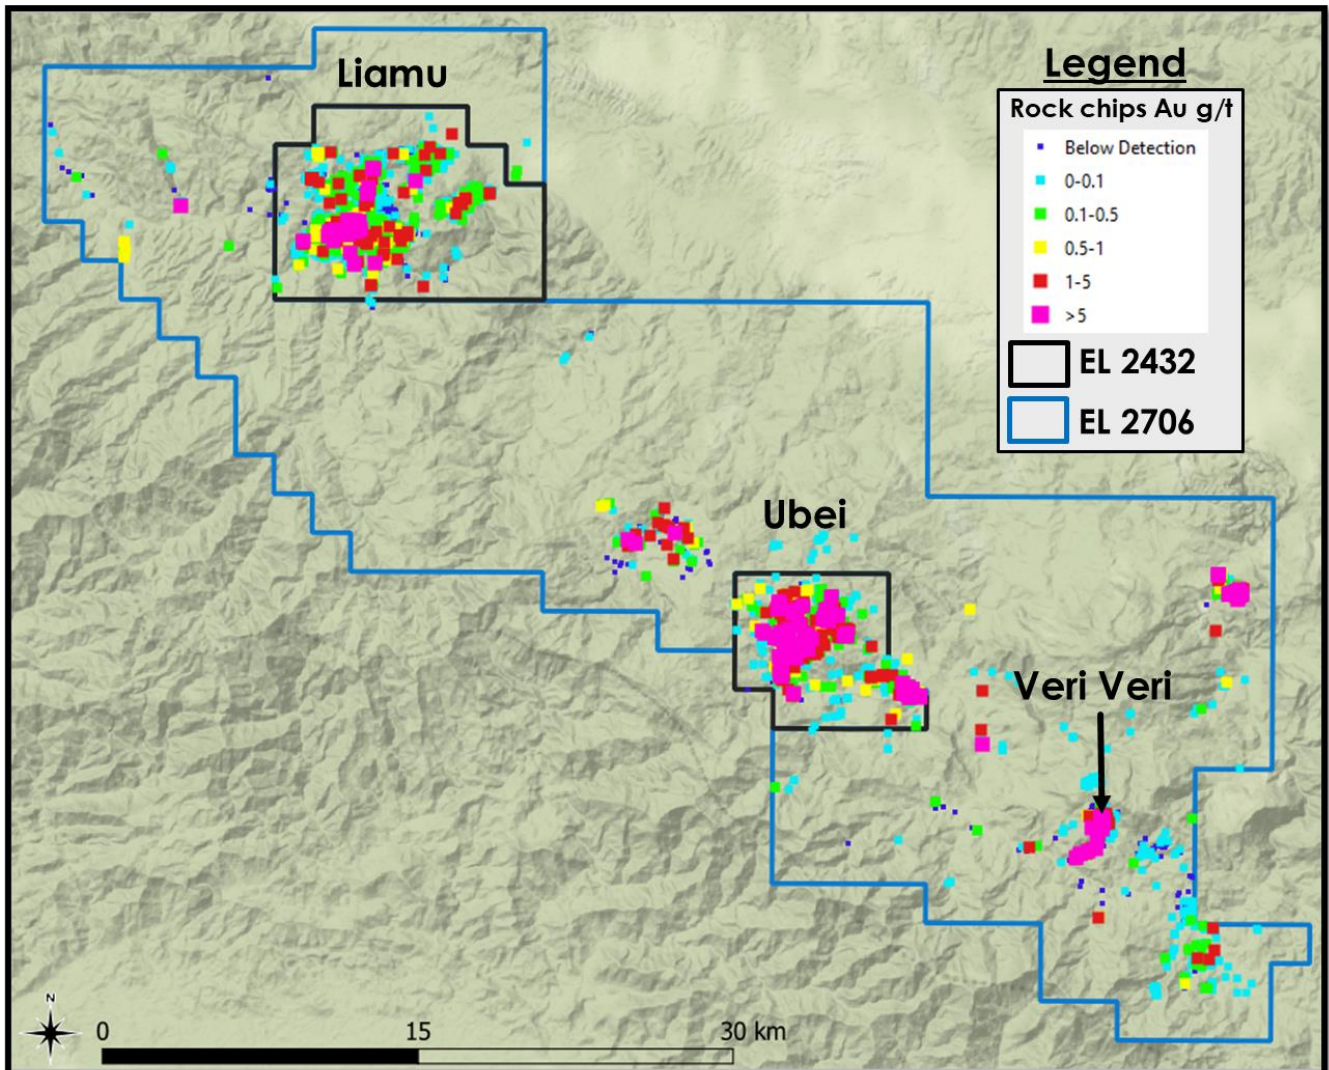 Liamu
Legend
Rock chips Au g/t
Below Detection
0-0.1
0.1-0.5
0.5-1
1-5
>5
EL 2432
EL 2706
Ubei
Veri Veri
N
0 15 30 km